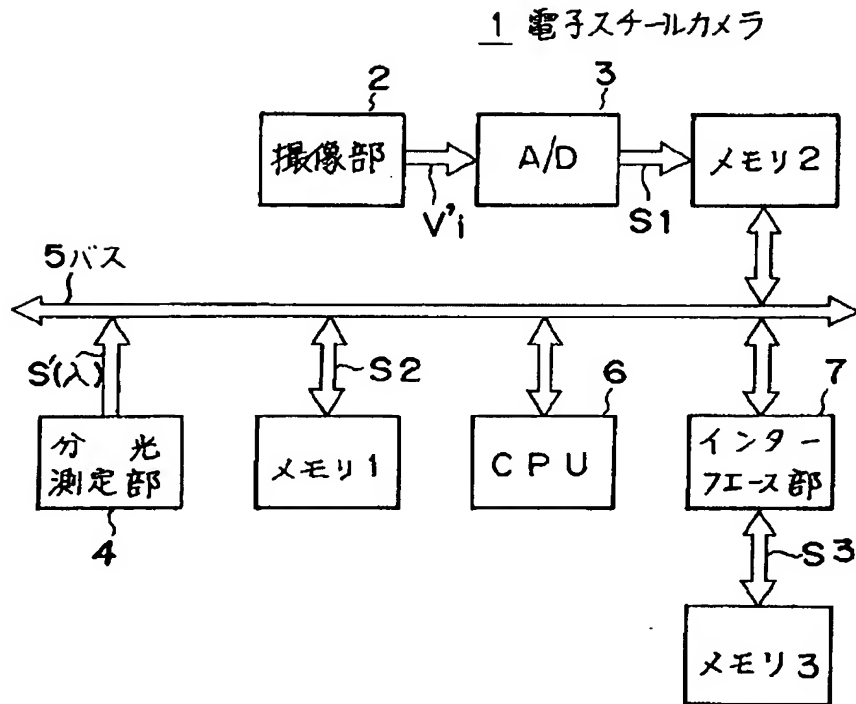 1 電子スチールカメラ
2
3
撮像部
A/D
メモリ2
V'i
S1
5バス
S'(λ)
S2
6
7
分光
測定部
メモリ1
CPU
インター
フェース部
4
S3
メモリ3